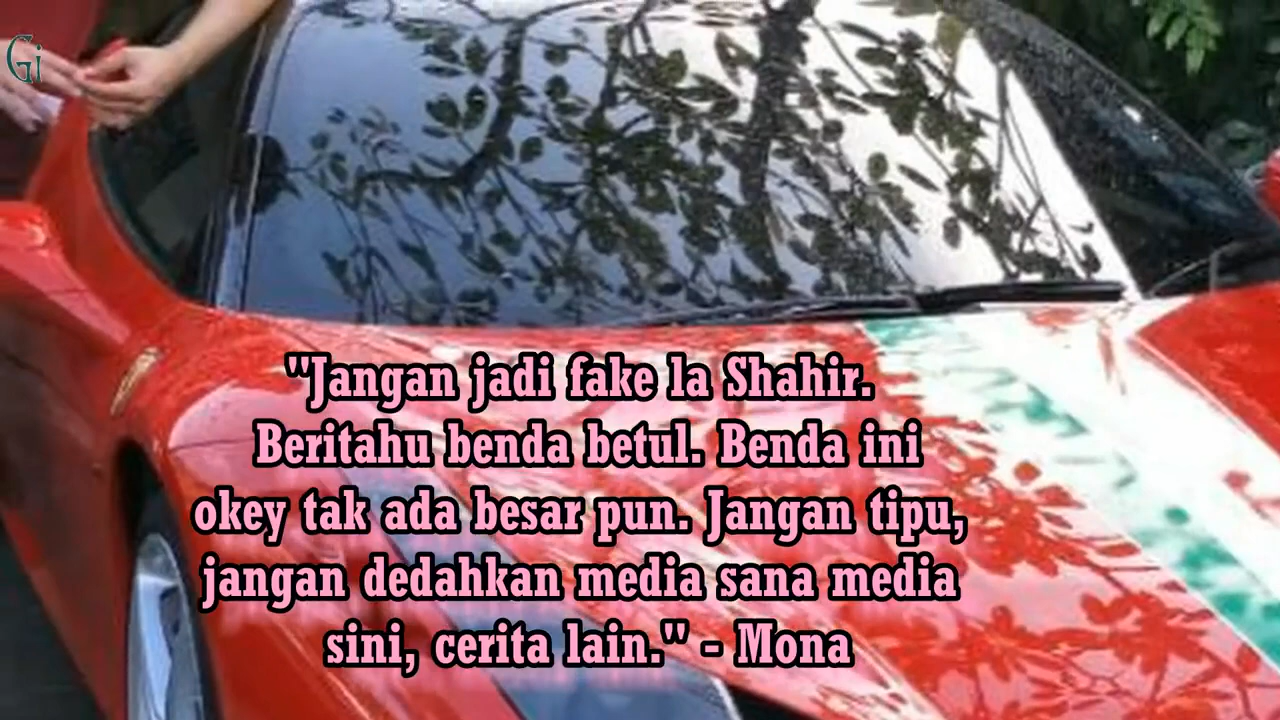 Gi
"Jangan jadi fake la Shahir.
Beritahu benda betul. Benda ini
okey tak ada besar pun. Jangan tipu,
jangan dedahkan media sana media
sini, cerita lain." - Mona